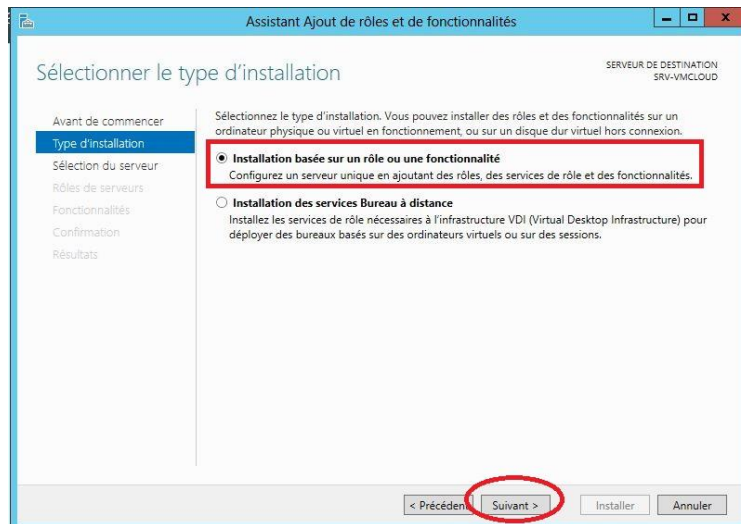 Assistant Ajout de rôles et de fonctionnalités
Sélectionner le type d'installation
SERVEUR DE DESTINATION
SRV-VMCLOUD
Avant de commencer
Type d'installation
Sélection du serveur
Rôles de serveurs
Fonctionnalités
Confirmation
Résultats
Sélectionnez le type d'installation. Vous pouvez installer des rôles et des fonctionnalités sur un
ordinateur physique ou virtuel en fonctionnement, ou sur un disque dur virtuel hors connexion.
Installation basée sur un rôle ou une fonctionnalité
Configurez un serveur unique en ajoutant des rôles, des services de rôle et des fonctionnalités.
Installation des services Bureau à distance
Installez les services de rôle nécessaires à l'infrastructure VDI (Virtual Desktop Infrastructure) pour
déployer des bureaux basés sur des ordinateurs virtuels ou sur des sessions.
< Précédent
Suivant >
Installer
Annuler